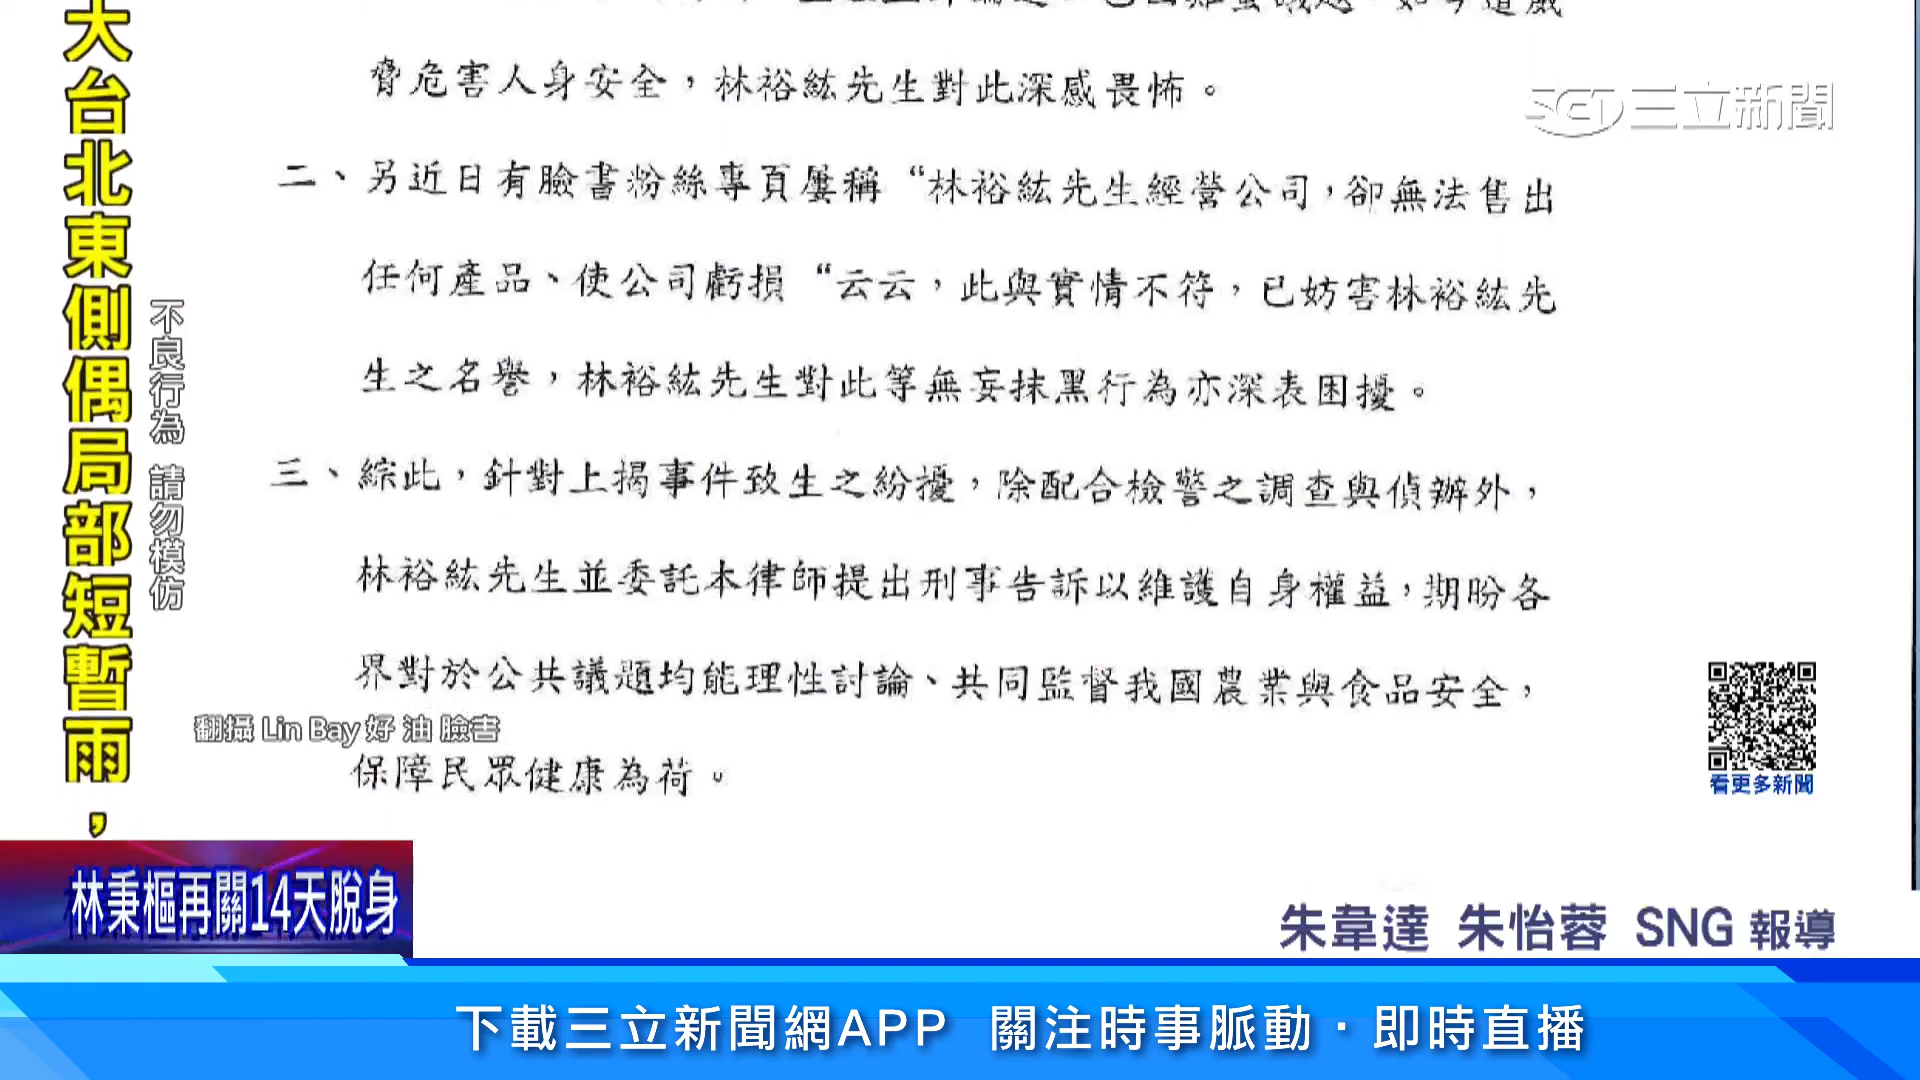 大台北東側偶局部短暫雨，
不良行為 請勿模仿
脅危害人身安全，林裕紘先生對此深感畏怖。
SET三立新聞
二、另近日有臉書粉絲專頁屢稱“林裕紘先生經營公司，卻無法售出
任何產品、使公司虧損“云云，此與實情不符，已妨害林裕紘先
生之名譽，林裕紘先生對此等無妄抹黑行為亦深表困擾。
三、綜此，針對上揭事件致生之紛擾，除配合檢警之調查與偵辦外，
林裕紘先生並委託本律師提出刑事告訴以維護自身權益，期盼各
界對於公共議題均能理性討論、共同監督我國農業與食品安全，
翻攝 Lin Bay 好 油 臉書
保障民眾健康為荷。
看更多新聞
林秉樞再關14天脫身
朱韋達 朱怡蓉 SNG 報導
下載三立新聞網APP 關注時事脈動·即時直播